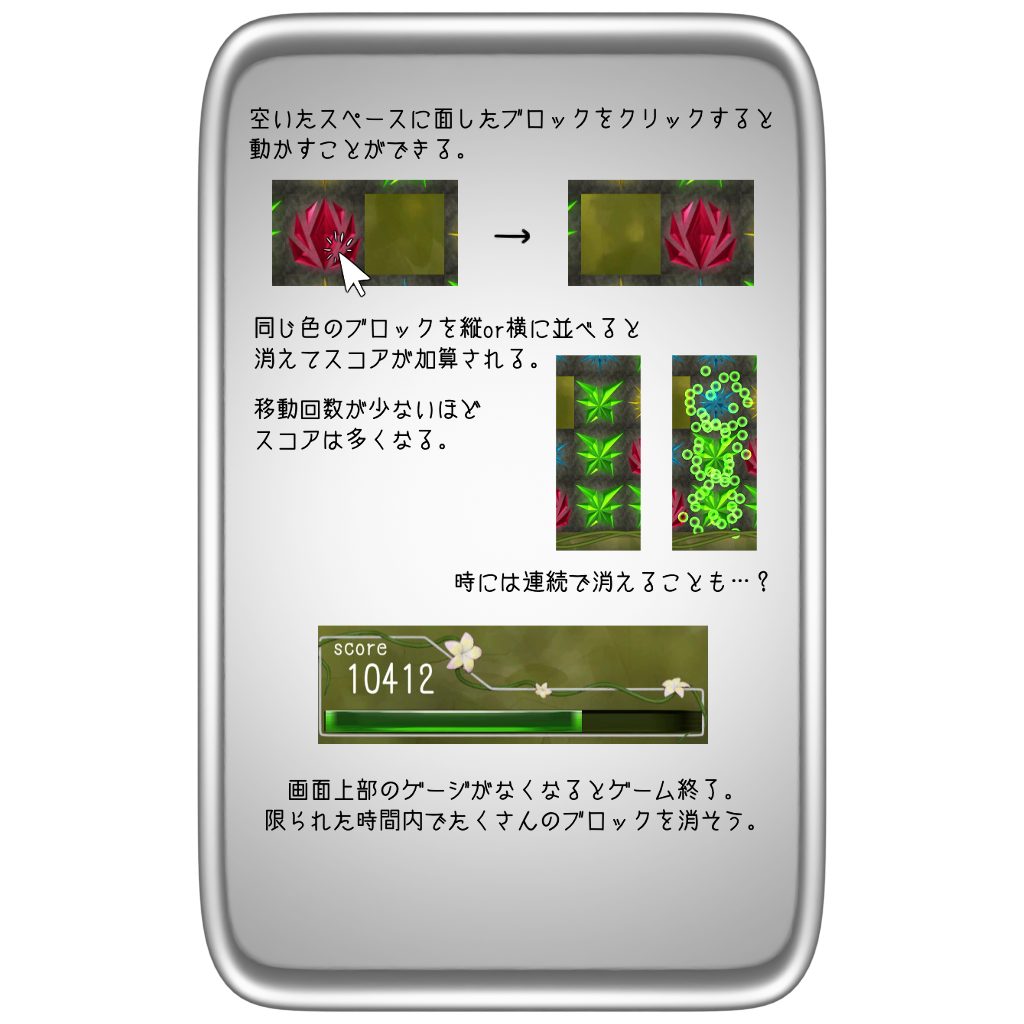 空いたスペースに面したブロックをクリックすると
動かすことができる。
→
同じ色のブロックを縦or横に並べると
消えてスコアが加算される。
移動回数が少ないほど
スコアは多くなる。
時には連続で消えることも…？
score
10412
画面上部のゲージがなくなるとゲーム終了。
限られた時間内でたくさんのブロックを消そう。